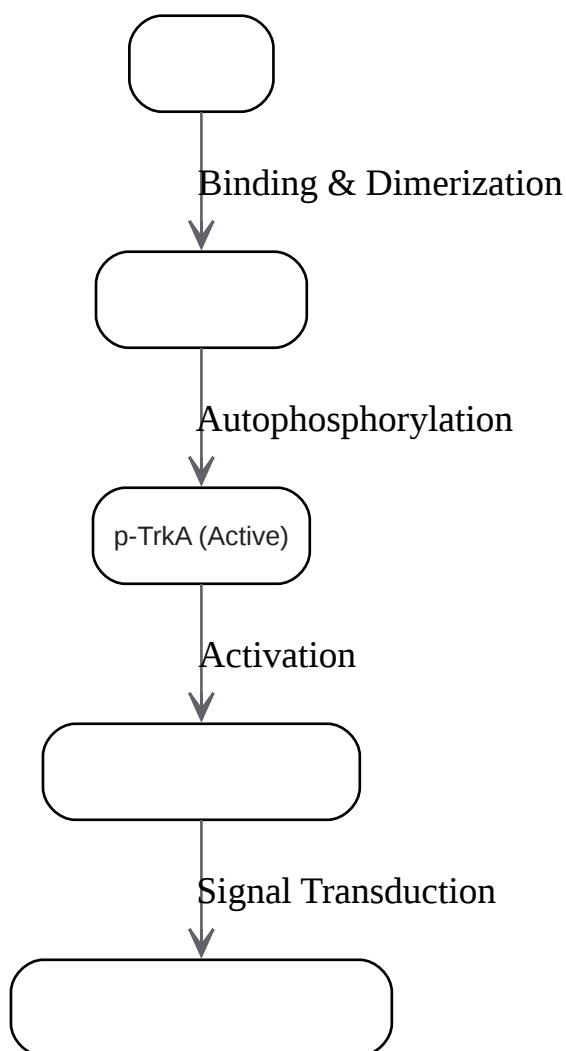 Binding & Dimerization
Autophosphorylation
p-TrkA (Active)
Activation
Signal Transduction